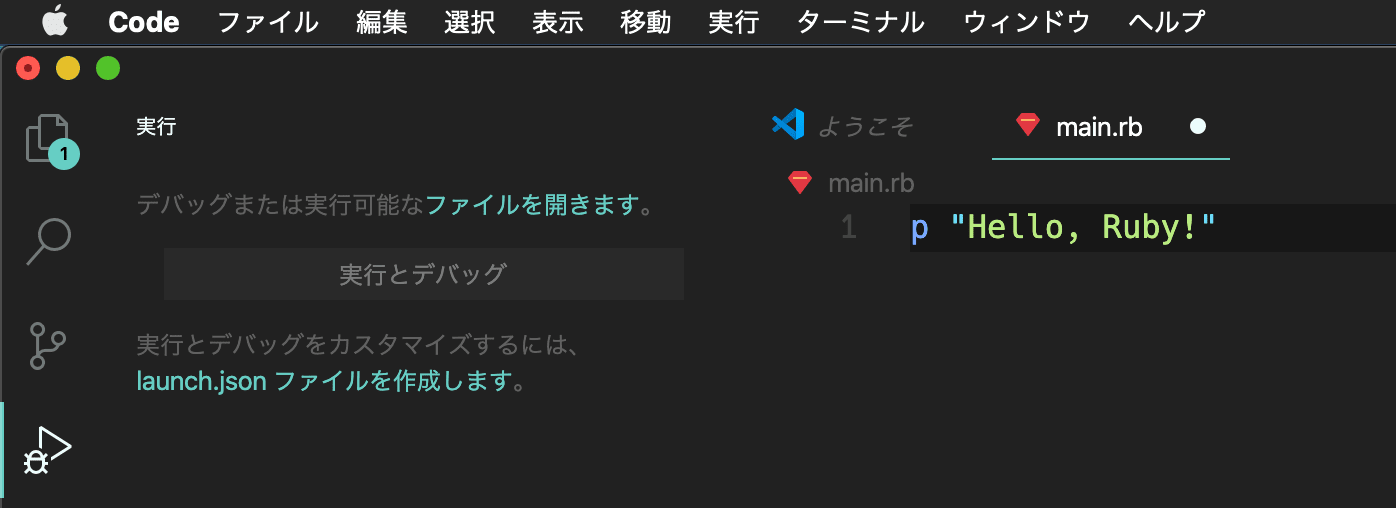 Code ファイル 編集 選択 表示 移動 実行 ターミナル ウィンドウ ヘルプ
1
実行
デバッグまたは実行可能なファイルを開きます。
実行とデバッグ
実行とデバッグをカスタマイズするには、
launch.json ファイルを作成します。
ようこそ main.rb
main.rb
1 p "Hello, Ruby!"